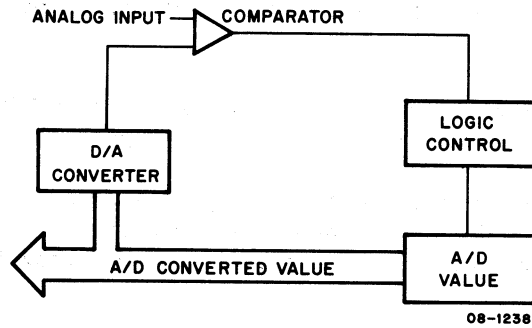 ANALOG INPUT
COMPARATOR
LOGIC
CONTROL
D/A
CONVERTER
A/D CONVERTED VALUE
A/D
VALUE
08-1238